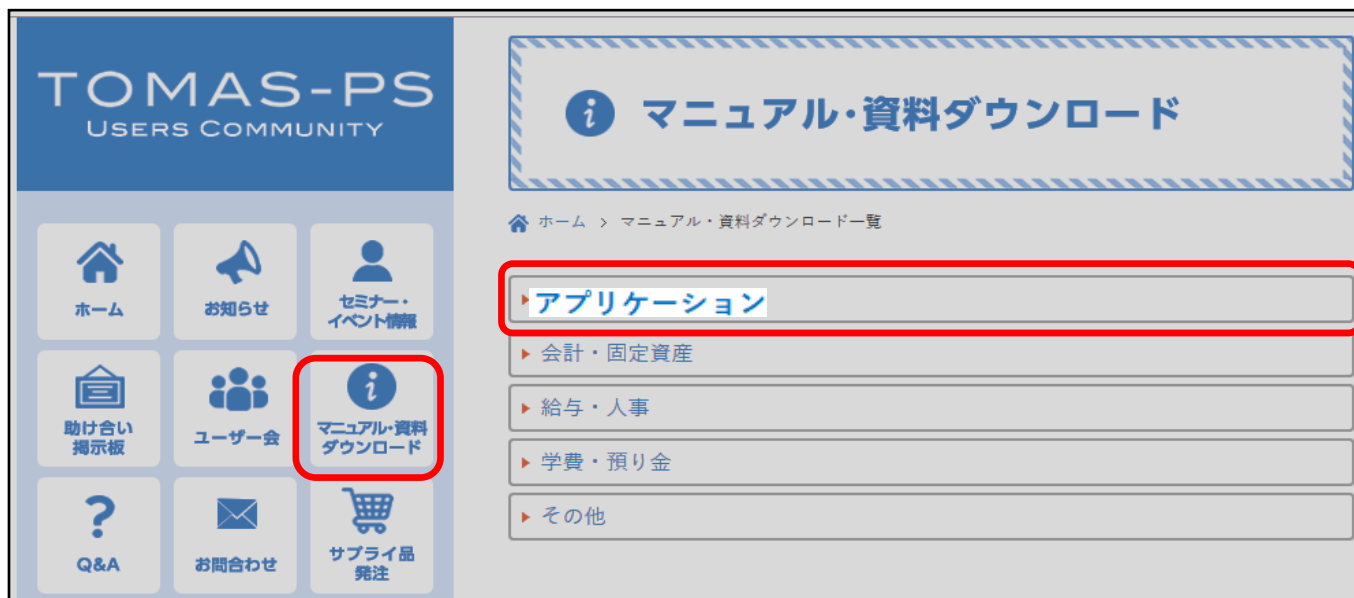 TOMAS-PS
USERS COMMUNITY
マニュアル・資料ダウンロード
ホーム > マニュアル・資料ダウンロード一覧
ホーム
お知らせ
セミナー・
イベント情報
助け合い
掲示板
ユーザー会
マニュアル・資料
ダウンロード
Q&A
お問合わせ
サプライ品
発注
アプリケーション
会計・固定資産
給与・人事
学費・預り金
その他